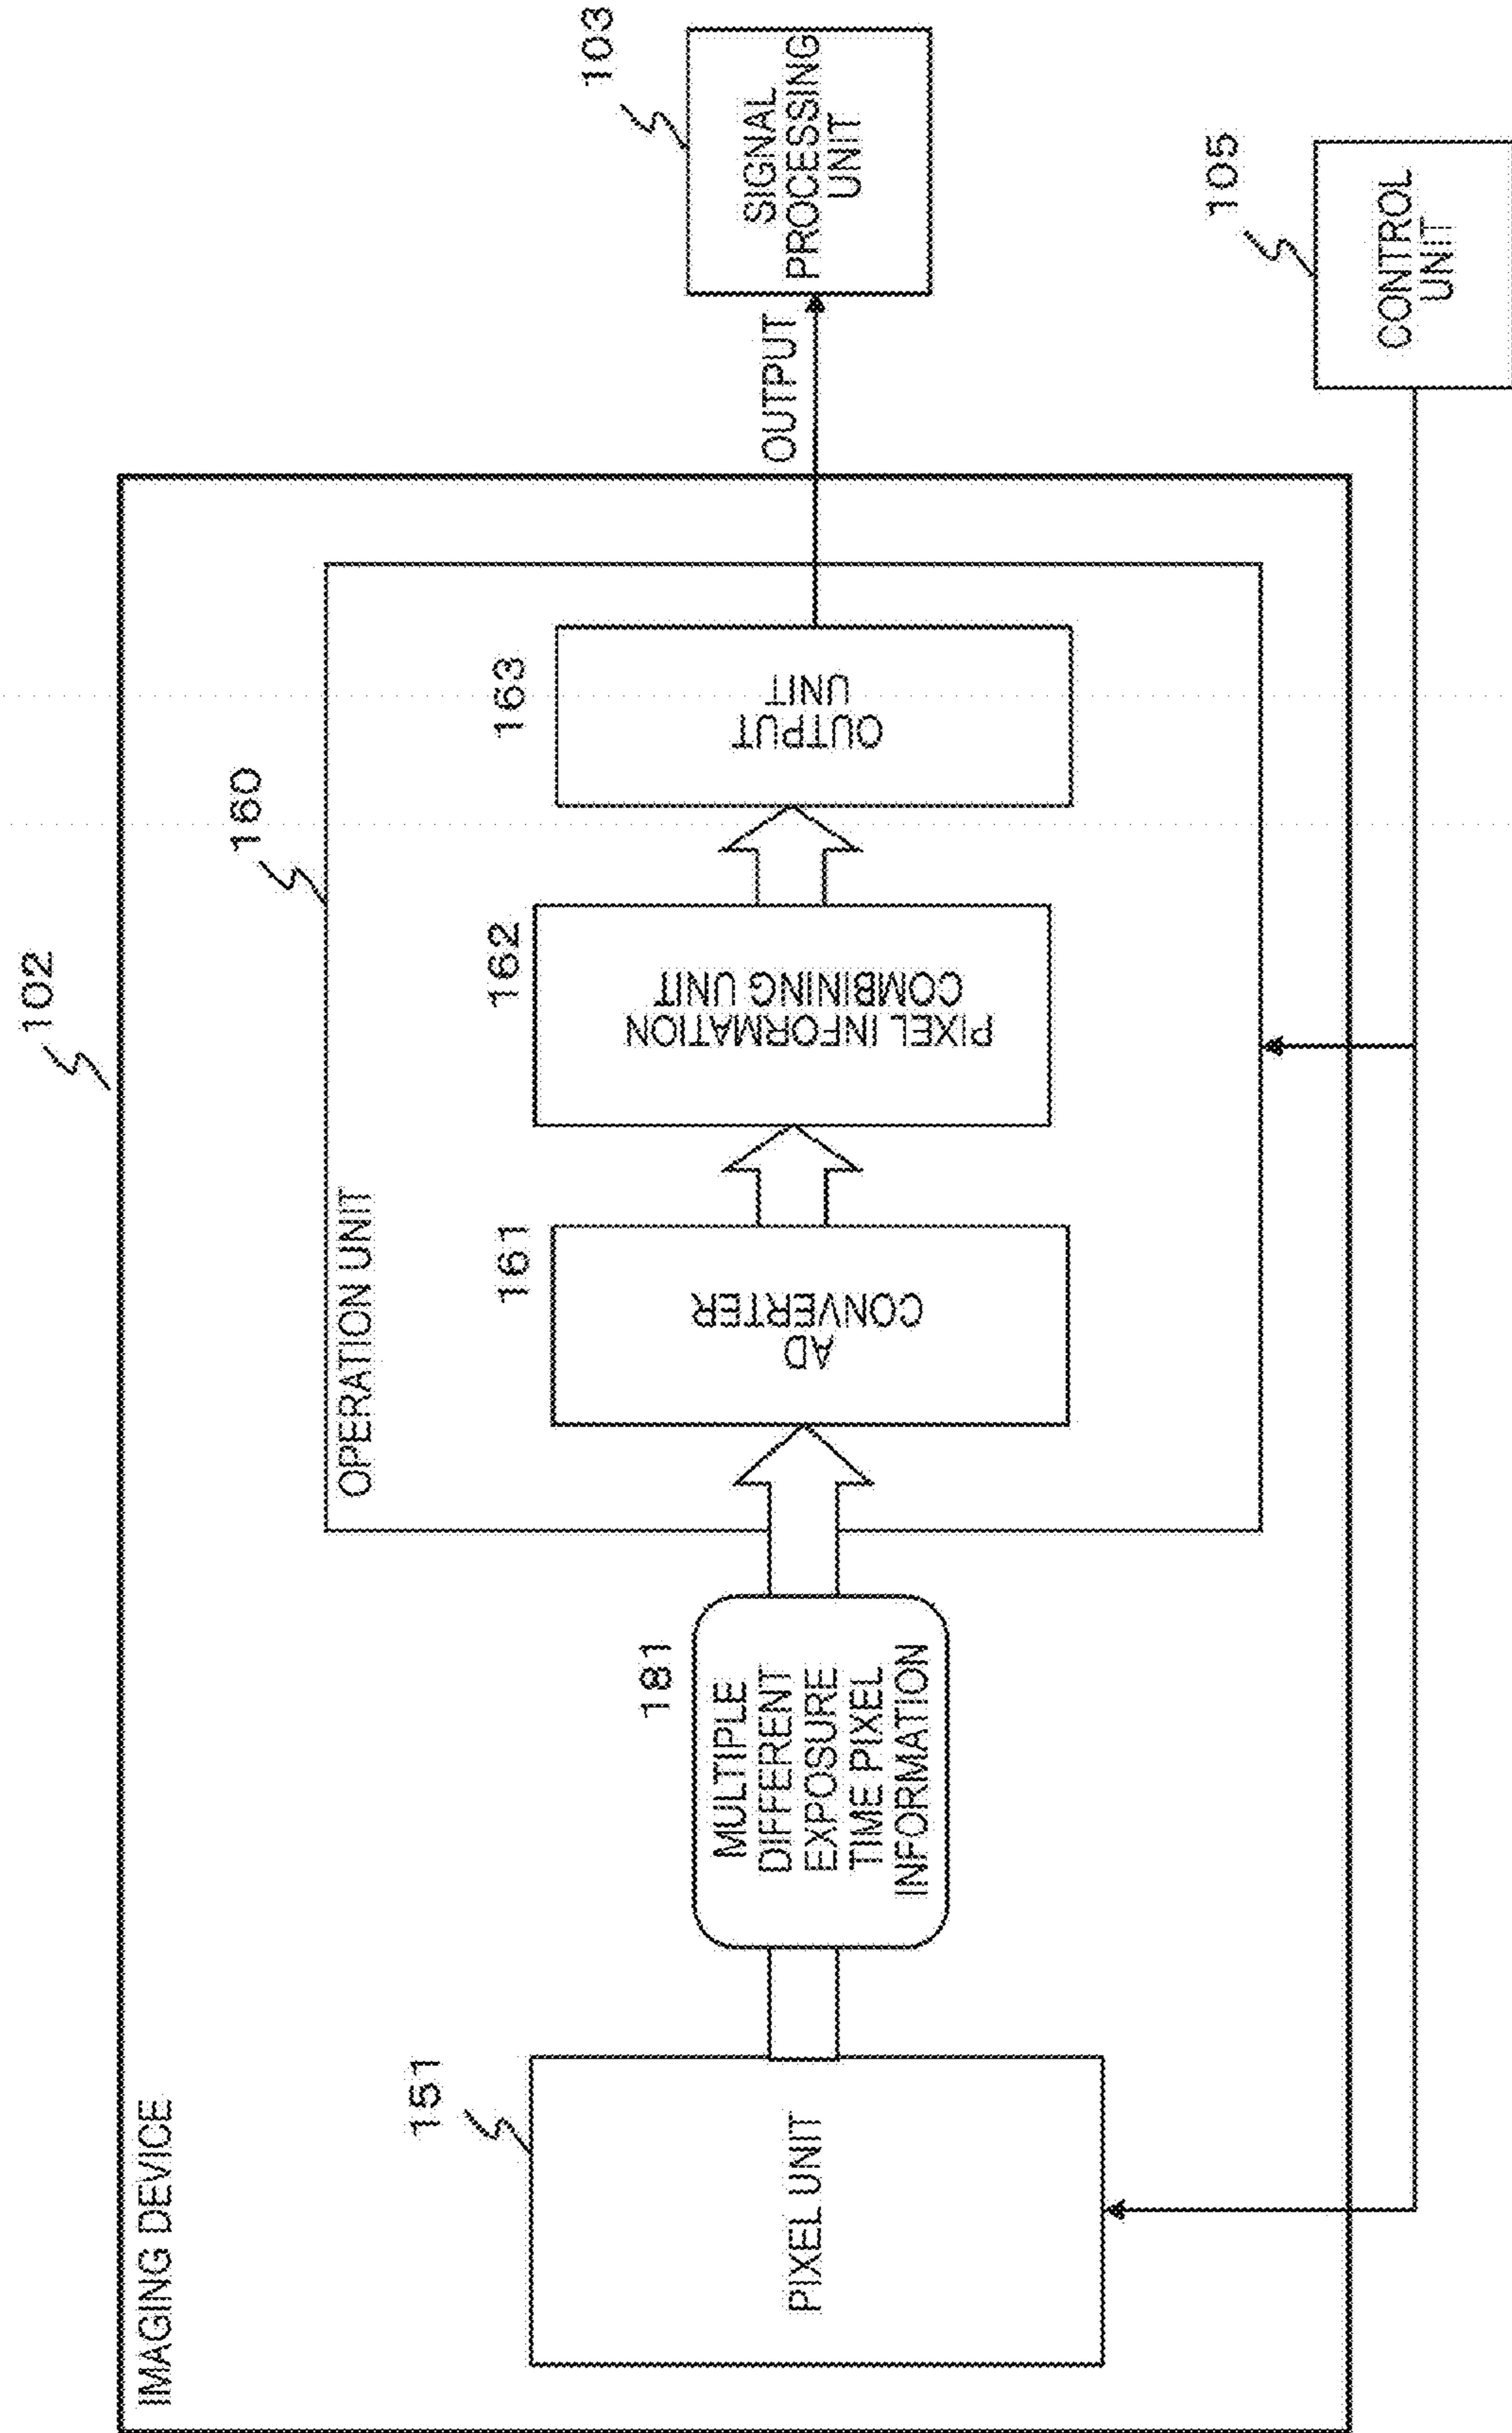 IMAGING DEVICE
102
151
PIXEL UNIT
181
MULTIPLE
DIFFERENT
EXPOSURE
TIME PIXEL
INFORMATION
OPERATION UNIT
160
161
AD
CONVERTER
162
PIXEL INFORMATION
COMBINING UNIT
163
OUTPUT
UNIT
OUTPUT
103
SIGNAL
PROCESSING
UNIT
105
CONTROL
UNIT